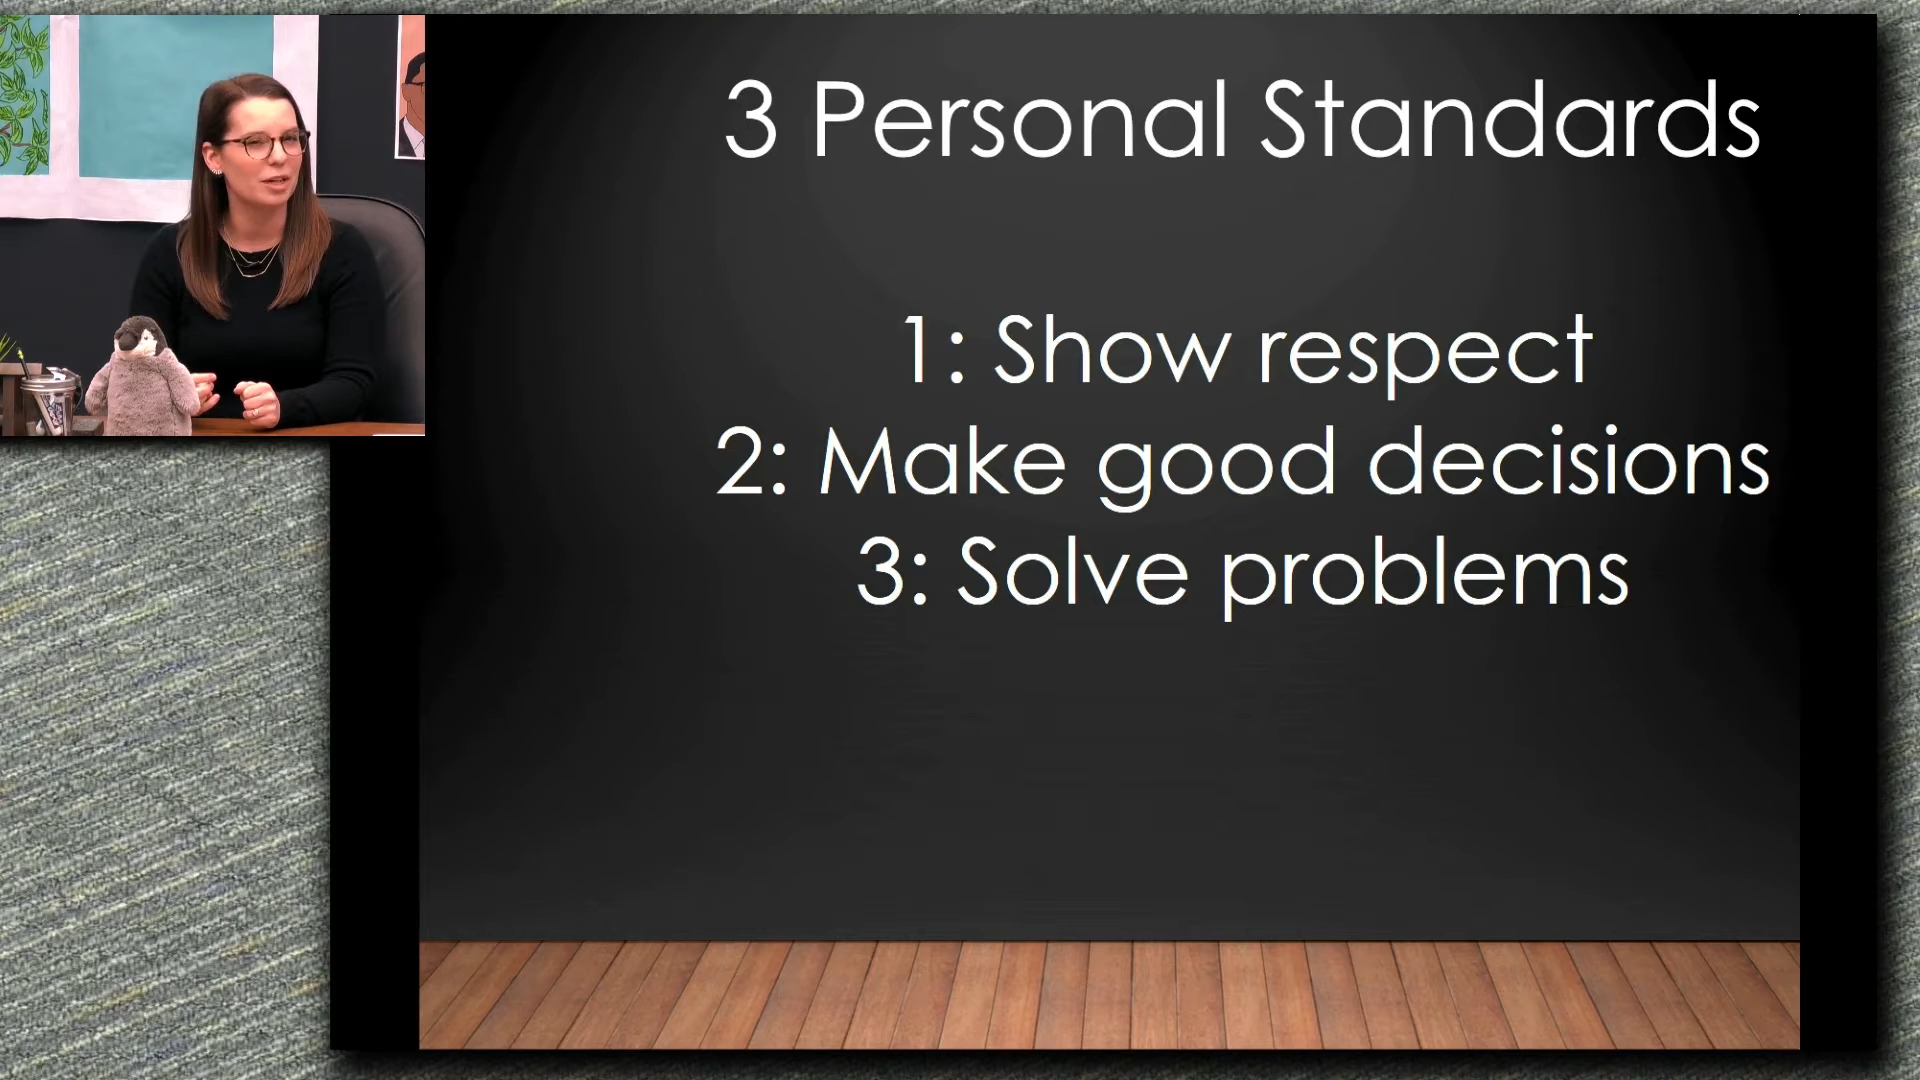 3 Personal Standards
1: Show respect
2: Make good decisions
3: Solve problems